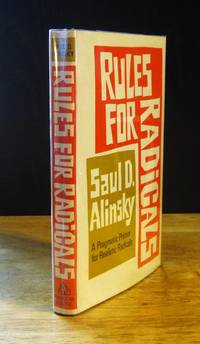 RULES
FOR
RADiCALS
Saul D.
Alinsky
A Pragmatic Primer
for Realistic Radicals
RULES FOR RADiCALS